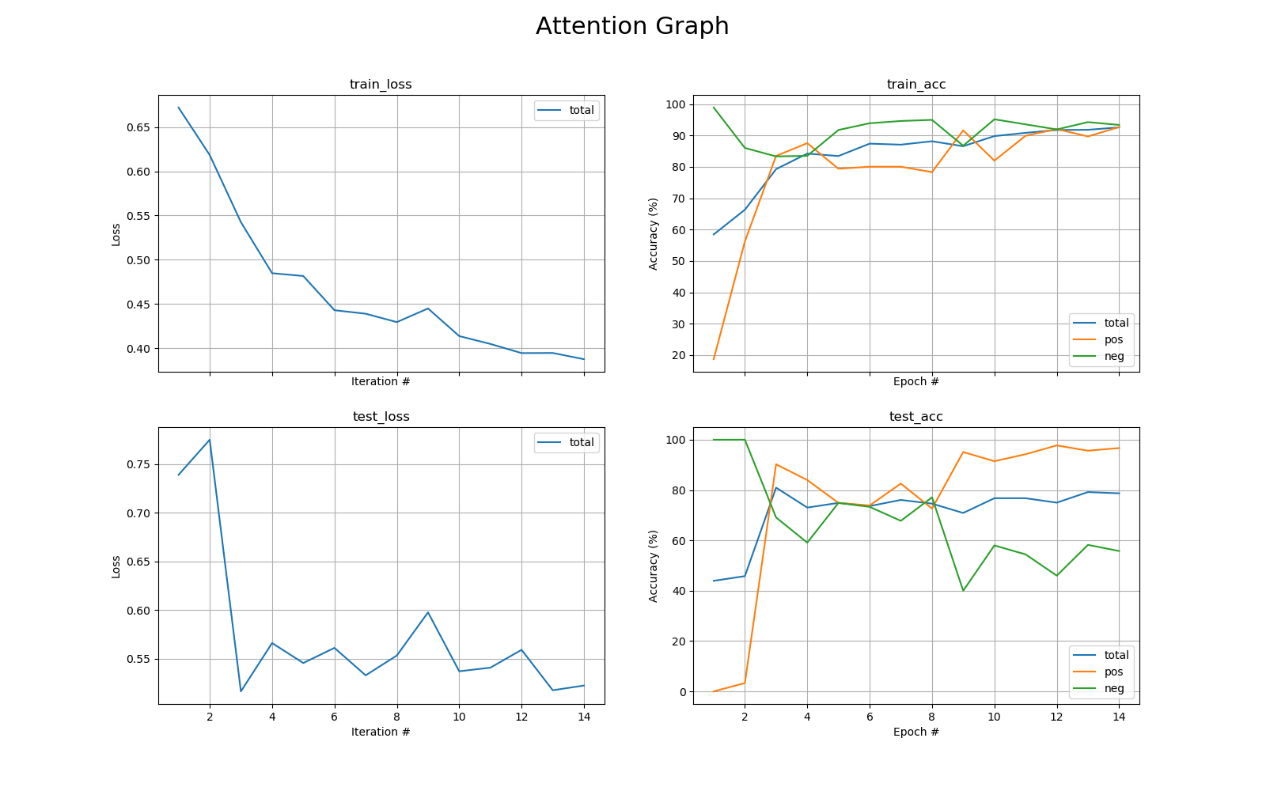 Attention Graph
train_loss
total
0.65
0.60
0.55
0.50
0.45
0.40
Loss
Iteration #
train_acc
100
90
80
70
60
50
40
30
20
Accuracy (%)
total
pos
neg
Epoch #
test_loss
total
0.75
0.70
0.65
0.60
0.55
Loss
2 4 6 8 10 12 14
Iteration #
test_acc
100
80
60
40
20
0
Accuracy (%)
total
pos
neg
2 4 6 8 10 12 14
Epoch #